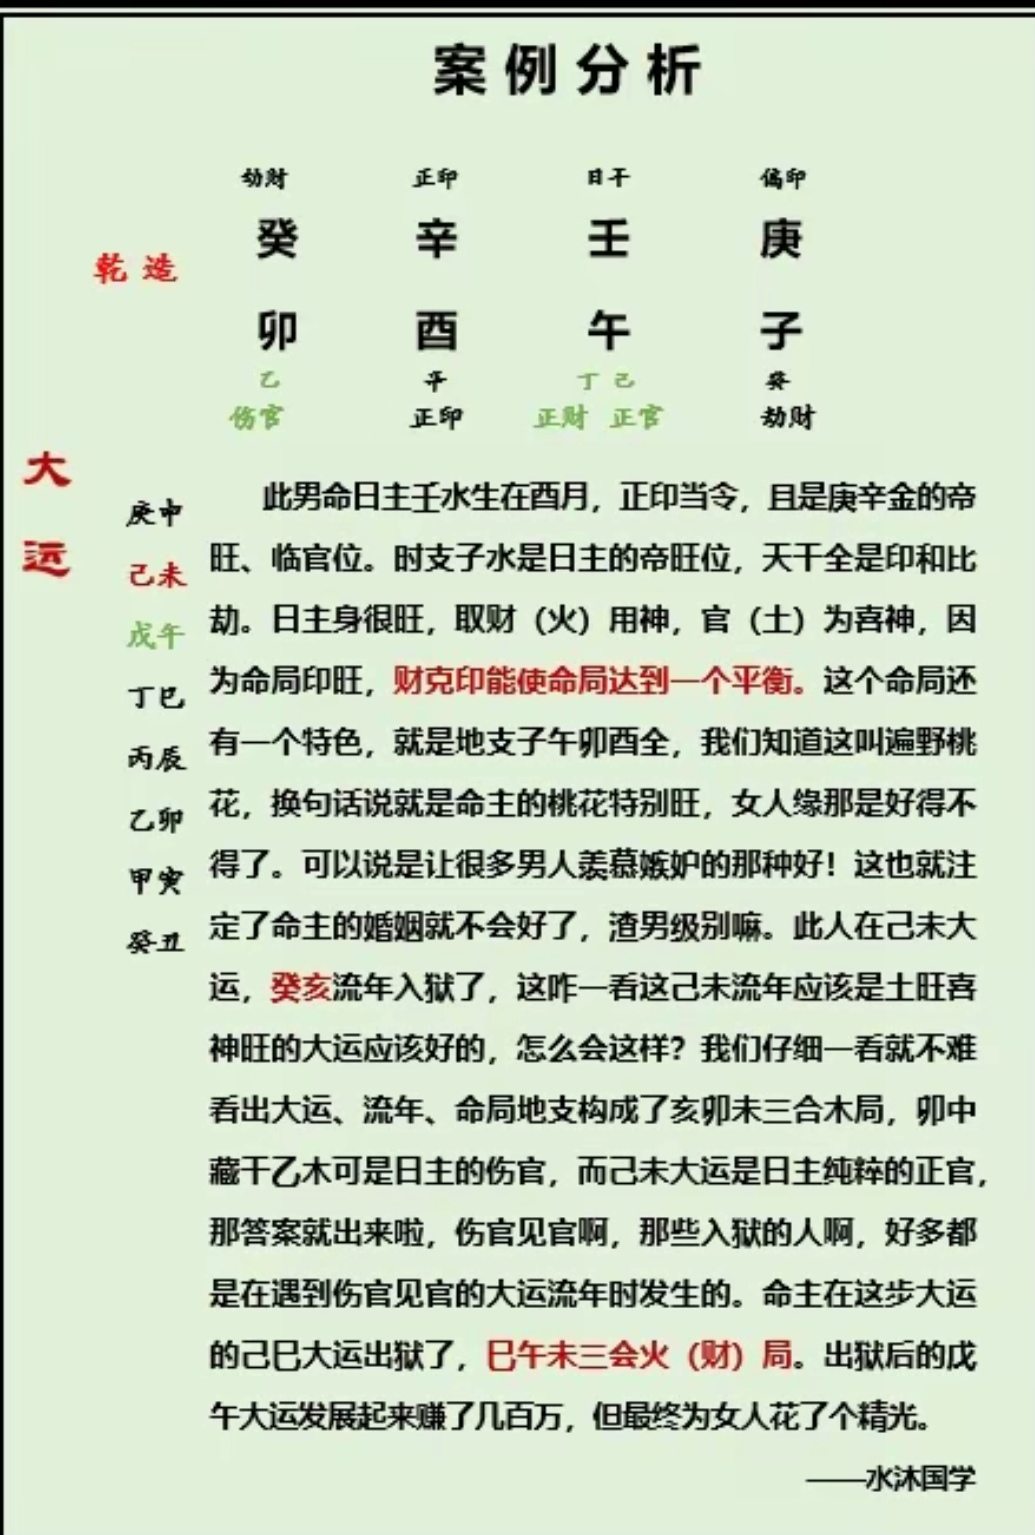 案例分析
劫财 正印 日干 偏印
癸 辛 壬 庚
乾造
卯 酉 午 子
乙 辛 丁 己 癸
伤官 正印 正财 正官 劫财
大
远
庚申
己未
戊午
丁巳
丙辰
乙卯
甲寅
癸丑
此男命日主壬水生在酉月，正印当令，且是庚辛金的帝
旺、临官位。时支子水是日主的帝旺位，天干全是印和比
劫。日主身很旺，取财（火）用神，官（土）为喜神，因
为命局印旺，财克印能使命局达到一个平衡。这个命局还
有一个特色，就是地支子午卯酉全，我们知道这叫遍野桃
花，换句话说就是命主的桃花特别旺，女人缘那是好得不
得了。可以说是让很多男人羡慕嫉妒的那种好！这也就注
定了命主的婚姻就不会好了，渣男级别嘛。此人在己未大
运，癸亥流年入狱了，这咋一看这己未流年应该是土旺喜
神旺的大运应该好的，怎么会这样？我们仔细一看就不难
看出大运、流年、命局地支构成了亥卯未三合木局，卯中
藏干乙木可是日主的伤官，而己未大运是日主纯粹的正官，
那答案就出来啦，伤官见官啊，那些入狱的人啊，好多都
是在遇到伤官见官的大运流年时发生的。命主在这步大运
的己巳大运出狱了，巳午未三会火（财）局。出狱后的戊
午大运发展起来赚了几百万，但最终为女人花了个精光。
——水沐国学